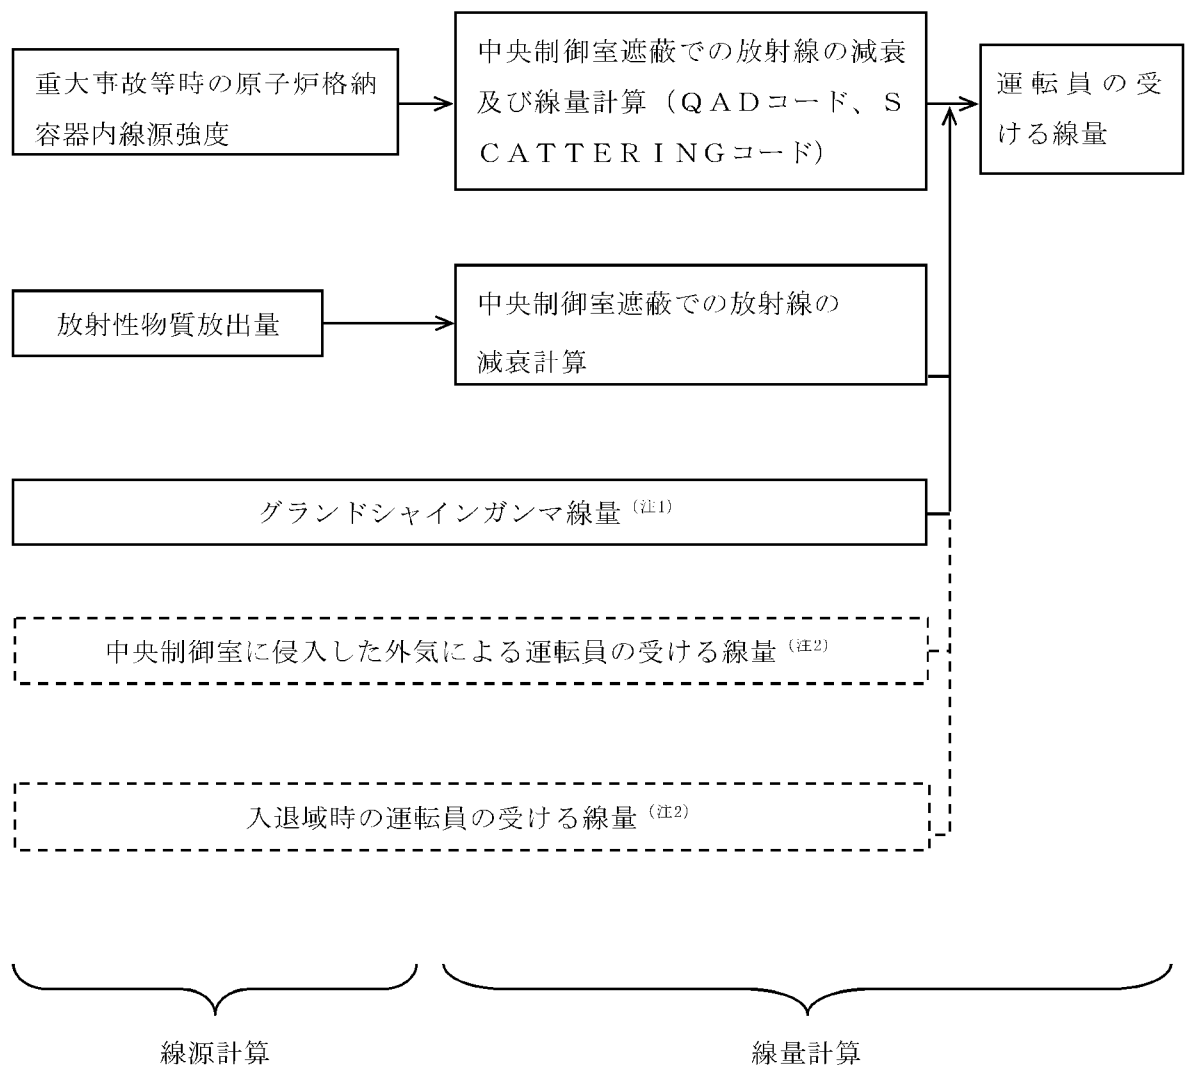 重大事故等時の原子炉格納
容器内線源強度
中央制御室遮蔽での放射線の減衰
及び線量計算（ＱＡＤコード、Ｓ
ＣＡＴＴＥＲＩＮＧコード）
運転員の受
ける線量
放射性物質放出量
中央制御室遮蔽での放射線の
減衰計算
グランドシャインガンマ線量（注1）
中央制御室に侵入した外気による運転員の受ける線量（注2）
入退域時の運転員の受ける線量（注2）
線源計算
線量計算